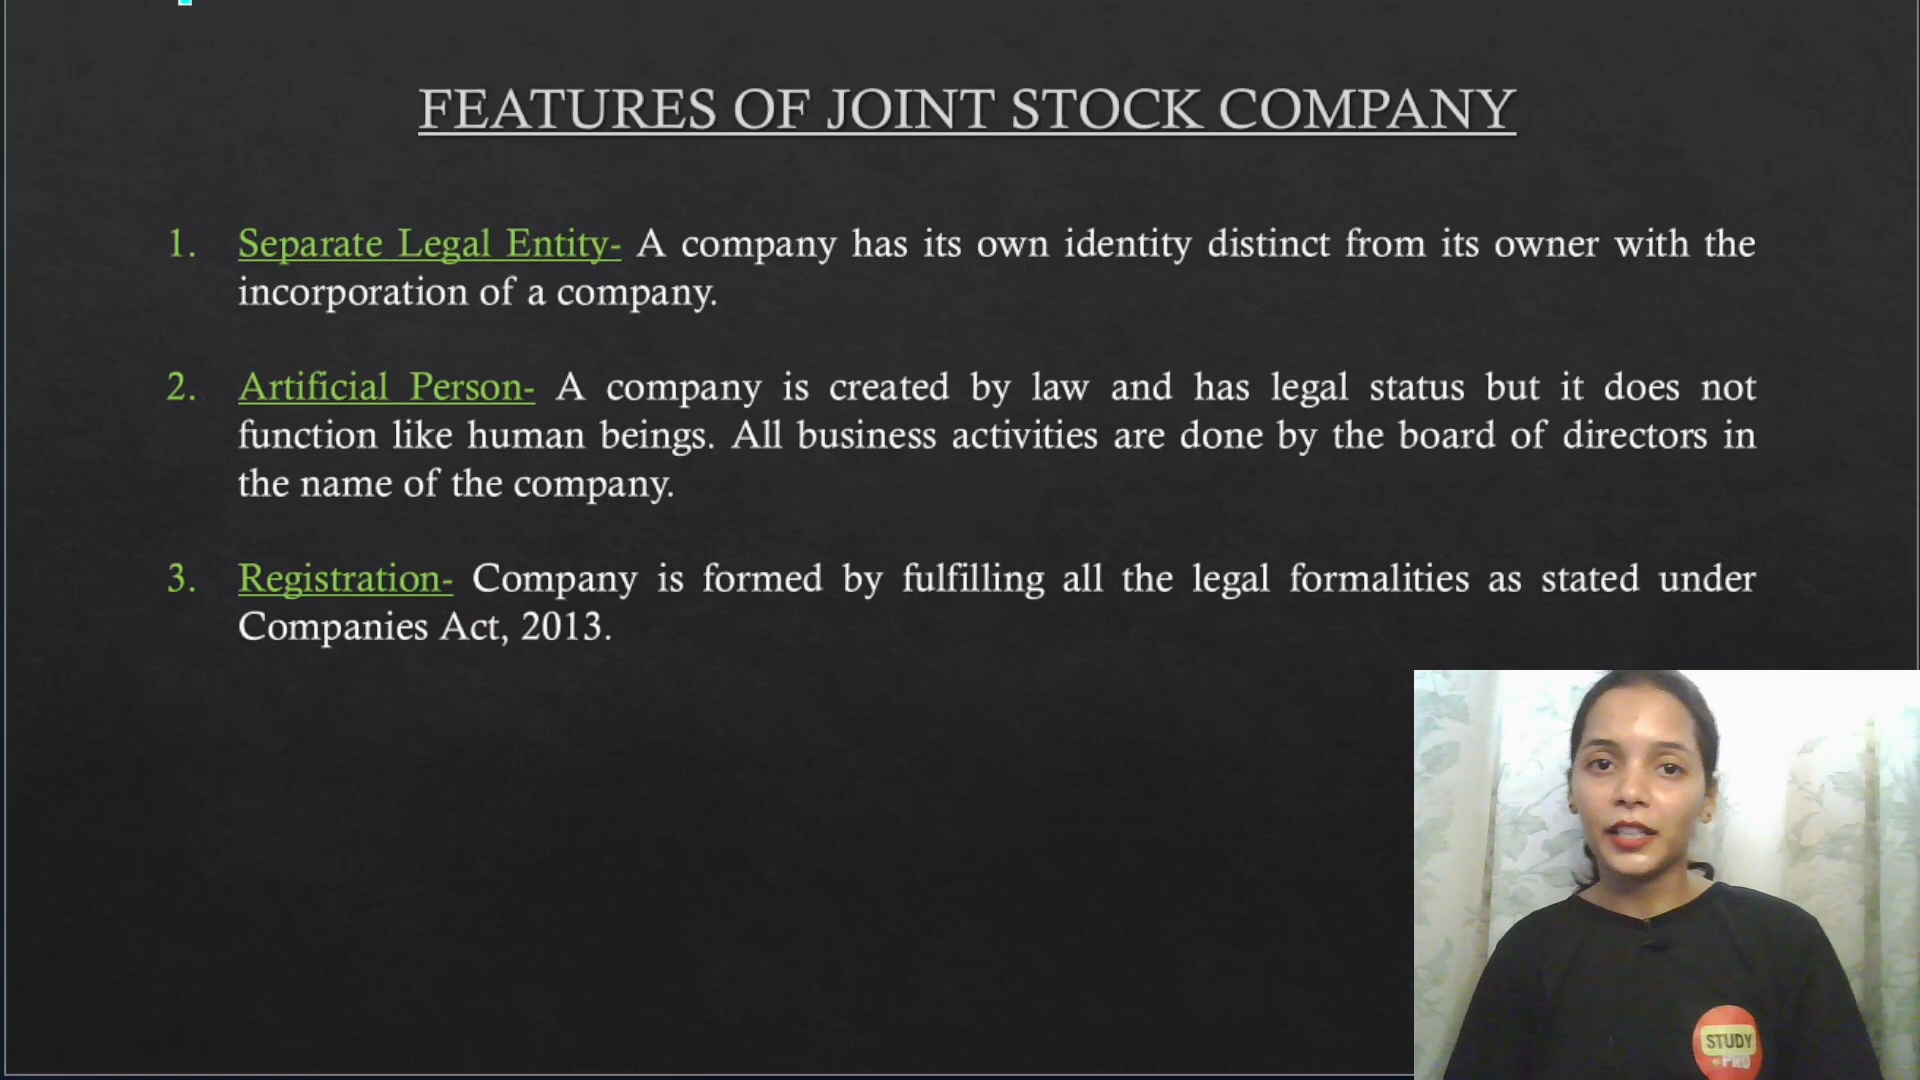 FEATURES OF JOINT STOCK COMPANY
1. Separate Legal Entity- A company has its own identity distinct from its owner with the
incorporation of a company.
2. Artificial Person- A company is created by law and has legal status but it does not
function like human beings. All business activities are done by the board of directors in
the name of the company.
3. Registration- Company is formed by fulfilling all the legal formalities as stated under
Companies Act, 2013.
STUDY